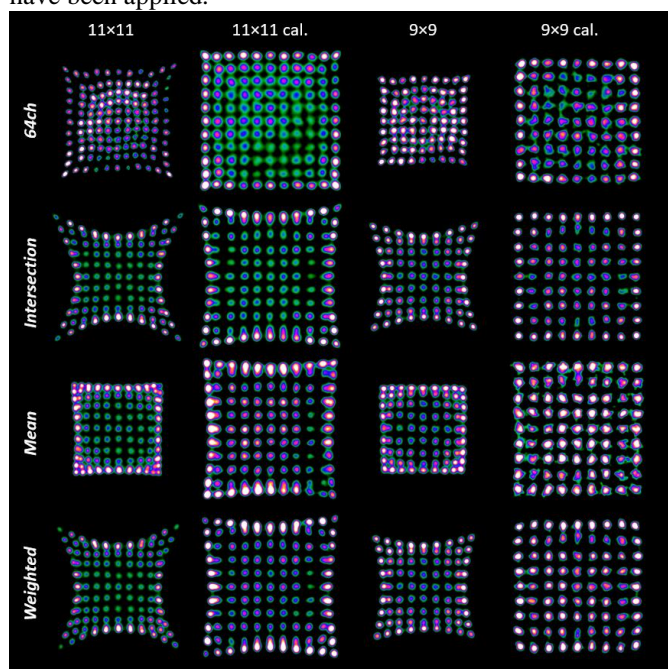 have been applied.
11×11 11×11 cal. 9×9 9×9 cal.
64ch
Intersection
Mean
Weighted